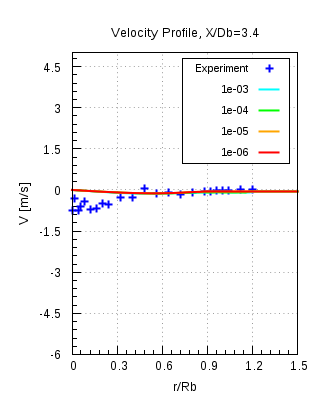 Velocity Profile, X/Db=3.4
4.5
3
1.5
0
-1.5
-3
-4.5
-6
V [m/s]
Experiment
1e-03
1e-04
1e-05
1e-06
0 0.3 0.6 0.9 1.2 1.5
r/Rb